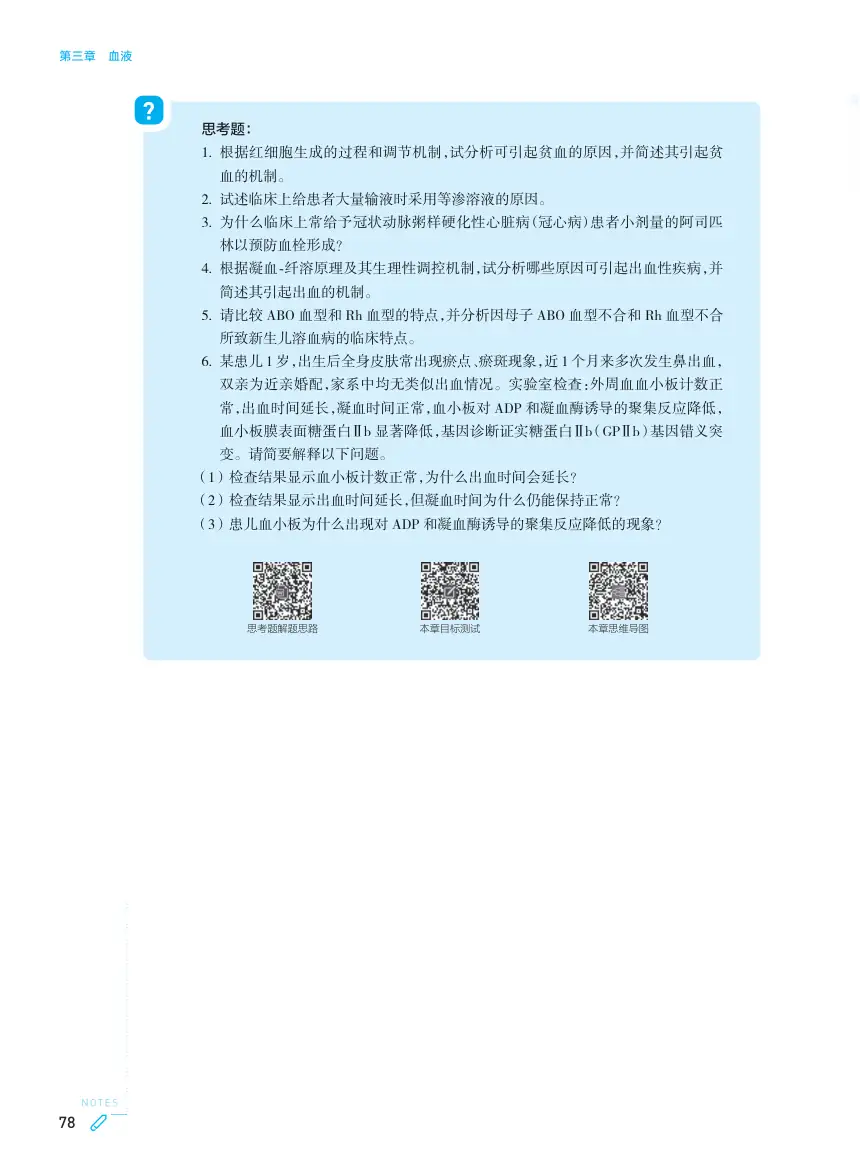 第三章 血液
?
思考题：
1. 根据红细胞生成的过程和调节机制，试分析可引起贫血的原因，并简述其引起贫
血的机制。
2. 试述临床上给患者大量输液时采用等渗溶液的原因。
3. 为什么临床上常给予冠状动脉粥样硬化性心脏病（冠心病）患者小剂量的阿司匹
林以预防血栓形成？
4. 根据凝血-纤溶原理及其生理性调控机制，试分析哪些原因可引起出血性疾病，并
简述其引起出血的机制。
5. 请比较 ABO 血型和 Rh 血型的特点，并分析因母子 ABO 血型不合和 Rh 血型不合
所致新生儿溶血病的临床特点。
6. 某患儿 1 岁，出生后全身皮肤常出现瘀点、瘀斑现象，近 1 个月来多次发生鼻出血，
双亲为近亲婚配，家系中均无类似出血情况。实验室检查：外周血血小板计数正
常，出血时间延长，凝血时间正常，血小板对 ADP 和凝血酶诱导的聚集反应降低，
血小板膜表面糖蛋白Ⅱb 显著降低，基因诊断证实糖蛋白Ⅱb（GPⅡb）基因错义突
变。请简要解释以下问题。
（1）检查结果显示血小板计数正常，为什么出血时间会延长？
（2）检查结果显示出血时间延长，但凝血时间为什么仍能保持正常？
（3）患儿血小板为什么出现对 ADP 和凝血酶诱导的聚集反应降低的现象？
思考题解题思路 本章目标测试 本章思维导图
NOTES
78